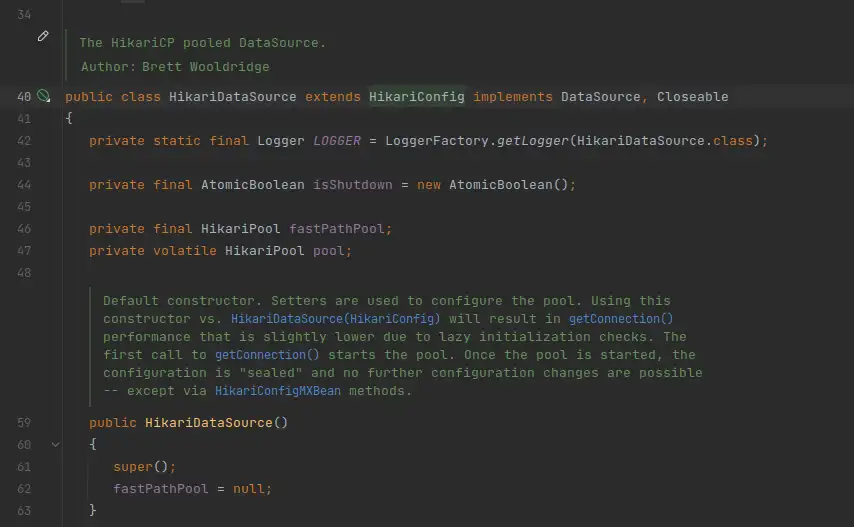 34
The HikariCP pooled DataSource.
Author: Brett Wooldridge
40 public class HikariDataSource extends HikariConfig implements DataSource, Closeable
41 {
42 private static final Logger LOGGER = LoggerFactory.getLogger(HikariDataSource.class);
43
44 private final AtomicBoolean isShutdown = new AtomicBoolean();
45
46 private final HikariPool fastPathPool;
47 private volatile HikariPool pool;
48
Default constructor. Setters are used to configure the pool. Using this
constructor vs. HikariDataSource(HikariConfig) will result in getConnection()
performance that is slightly lower due to lazy initialization checks. The
first call to getConnection() starts the pool. Once the pool is started, the
configuration is "sealed" and no further configuration changes are possible
-- except via HikariConfigMXBean methods.
59 public HikariDataSource()
60 {
61 super();
62 fastPathPool = null;
63 }